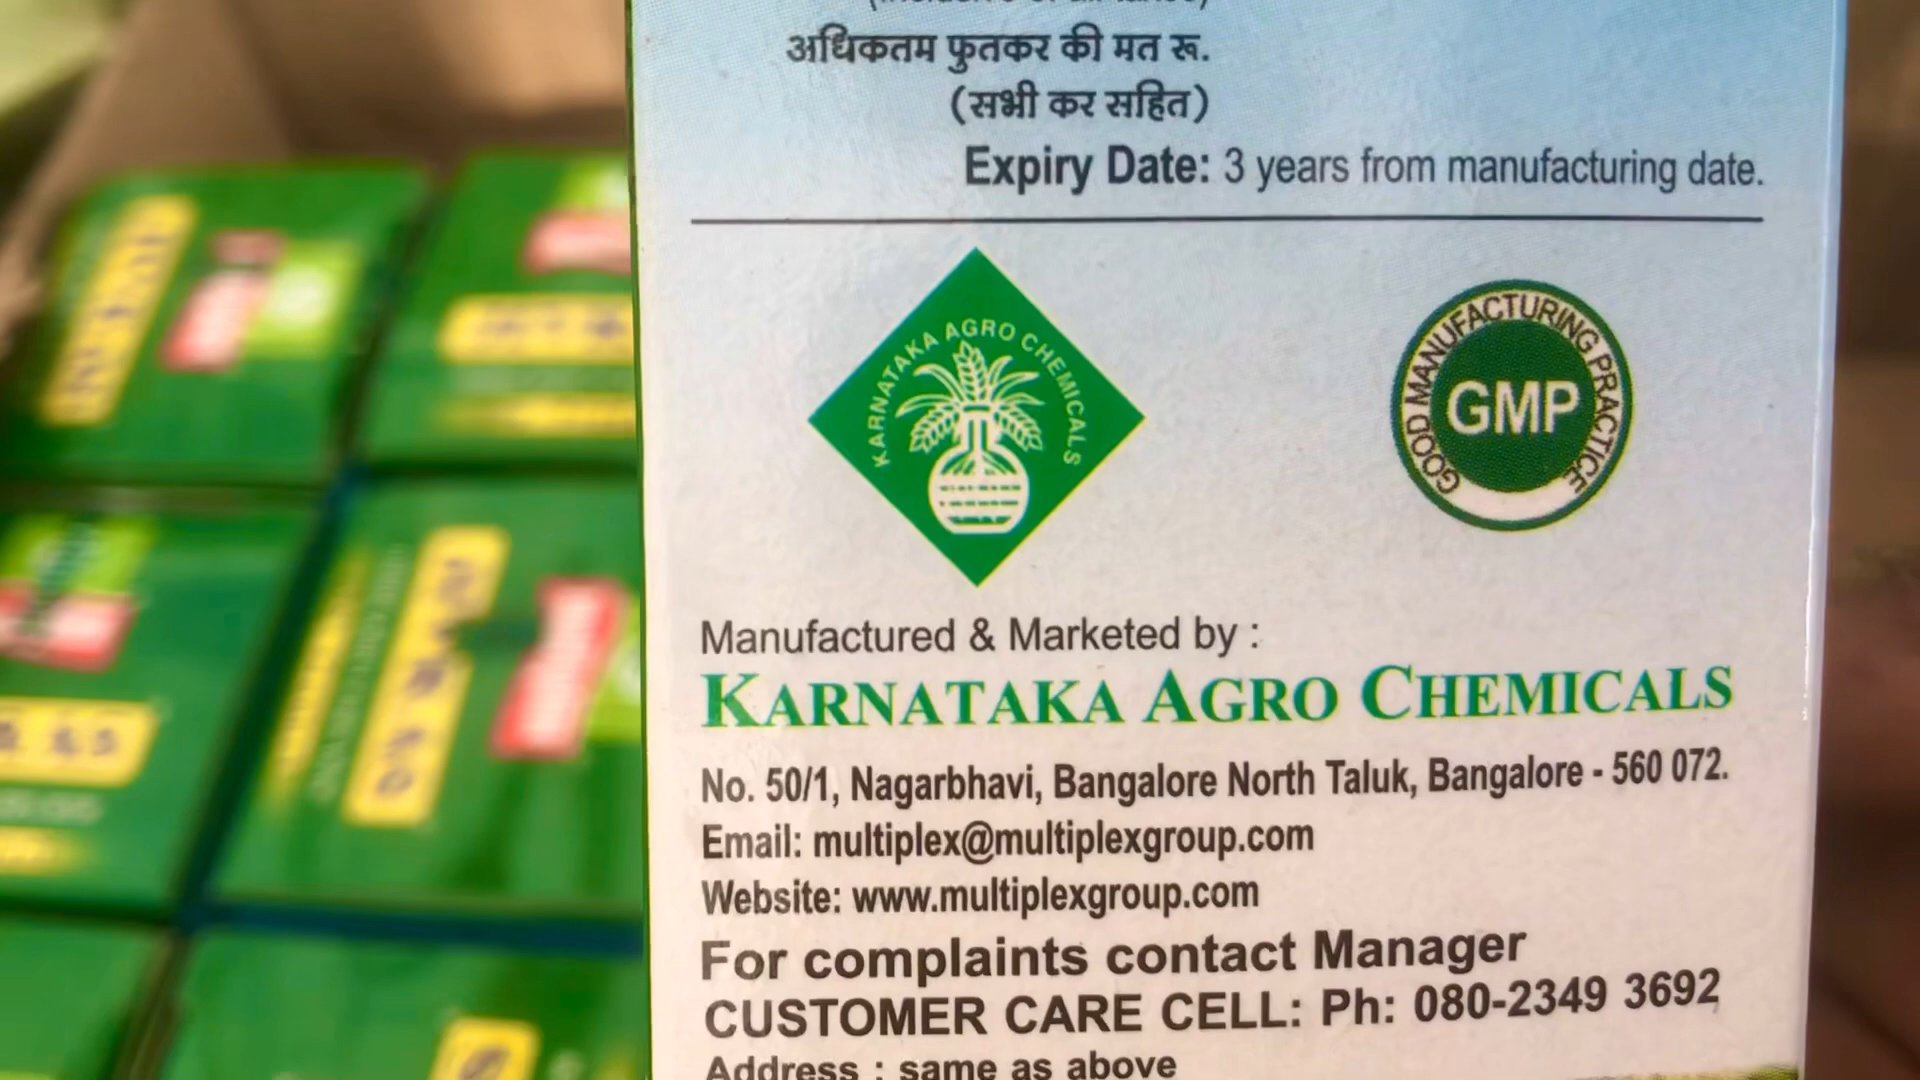 अधिकतम फुतकर की मत रू.
(सभी कर सहित)
Expiry Date: 3 years from manufacturing date.
KARNATAKA AGRO CHEMICALS
GOOD MANUFACTURING PRACTICE
GMP
Manufactured & Marketed by :
KARNATAKA AGRO CHEMICALS
No. 50/1, Nagarbhavi, Bangalore North Taluk, Bangalore - 560 072.
Email: multiplex@multiplexgroup.com
Website: www.multiplexgroup.com
For complaints contact Manager
CUSTOMER CARE CELL: Ph: 080-2349 3692
Address : same as above